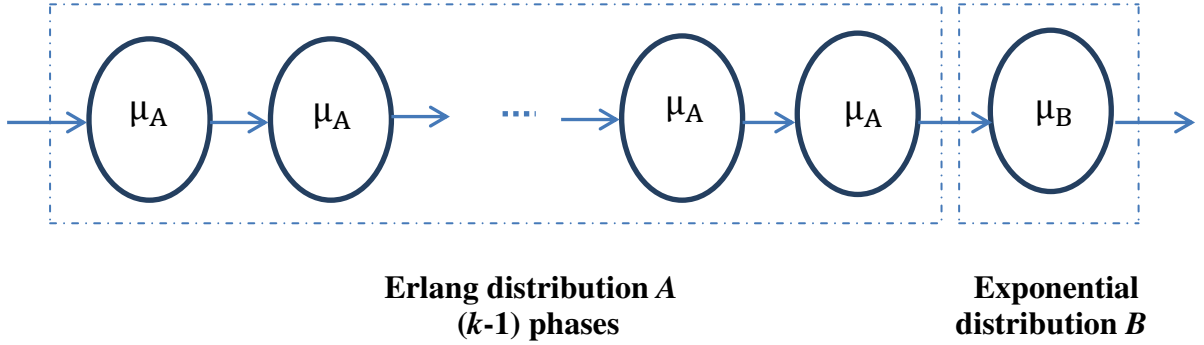 μA μA ..... μA μA μB
Erlang distribution A
(k-1) phases
Exponential
distribution B